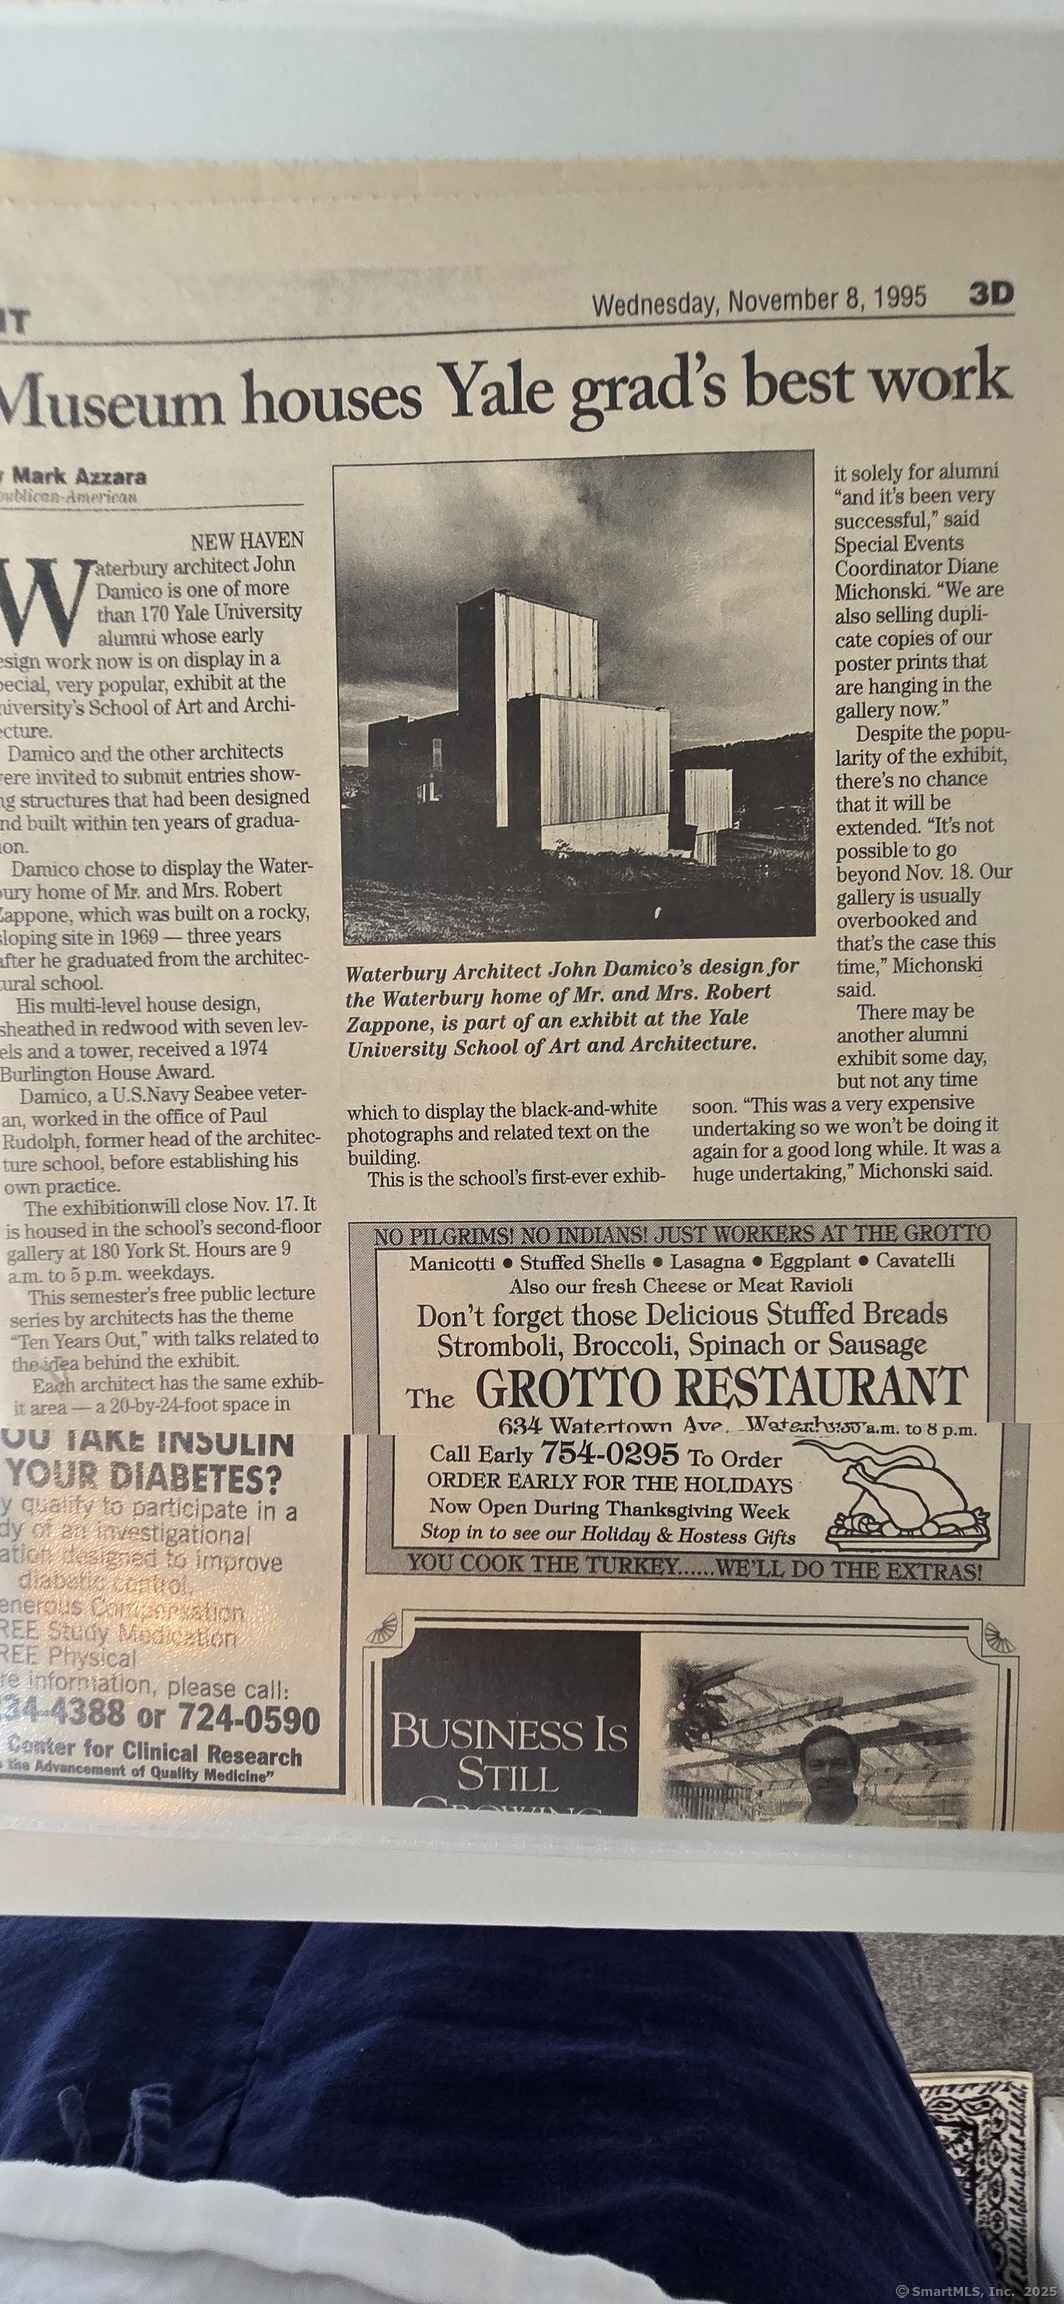 IT
Wednesday, November 8, 1995 3D
Museum houses Yale grad's best work
Mark Azzara
publican-American
NEW HAVEN
Waterbury architect John
Damico is one of more
than 170 Yale University
alumni whose early
esign work now is on display in a
pecial, very popular, exhibit at the
niversity's School of Art and Archi-
ecture.
Damico and the other architects
ere invited to submit entries show-
ng structures that had been designed
nd built within ten years of gradua-
ion.
Damico chose to display the Water-
bury home of Mr. and Mrs. Robert
Zappone, which was built on a rocky,
sloping site in 1969 — three years
after he graduated from the architec-
tural school.
His multi-level house design,
sheathed in redwood with seven lev-
els and a tower, received a 1974
Burlington House Award.
Damico, a U.S.Navy Seabee veter-
an, worked in the office of Paul
Rudolph, former head of the architec-
ture school, before establishing his
own practice.
The exhibitionwill close Nov. 17. It
is housed in the school's second-floor
gallery at 180 York St. Hours are 9
a.m. to 5 p.m. weekdays.
This semester's free public lecture
series by architects has the theme
"Ten Years Out," with talks related to
the idea behind the exhibit.
Each architect has the same exhib-
it area — a 20-by-24-foot space in
Waterbury Architect John Damico's design for
the Waterbury home of Mr. and Mrs. Robert
Zappone, is part of an exhibit at the Yale
University School of Art and Architecture.
which to display the black-and-white
photographs and related text on the
building.
This is the school's first-ever exhib-
it solely for alumni
"and it's been very
successful," said
Special Events
Coordinator Diane
Michonski. "We are
also selling dupli-
cate copies of our
poster prints that
are hanging in the
gallery now."
Despite the popu-
larity of the exhibit,
there's no chance
that it will be
extended. "It's not
possible to go
beyond Nov. 18. Our
gallery is usually
overbooked and
that's the case this
time," Michonski
said.
There may be
another alumni
exhibit some day,
but not any time
soon. "This was a very expensive
undertaking so we won't be doing it
again for a good long while. It was a
huge undertaking," Michonski said.
NO PILGRIMS! NO INDIANS! JUST WORKERS AT THE GROTTO
Manicotti • Stuffed Shells • Lasagna • Eggplant • Cavatelli
Also our fresh Cheese or Meat Ravioli
Don't forget those Delicious Stuffed Breads
Stromboli, Broccoli, Spinach or Sausage
The GROTTO RESTAURANT
634 Watertown Ave. a.m. to 8 p.m.
Call Early 754-0295 To Order
ORDER EARLY FOR THE HOLIDAYS
Now Open During Thanksgiving Week
Stop in to see our Holiday & Hostess Gifts
YOU COOK THE TURKEY......WE'LL DO THE EXTRAS!
OU TAKE INSULIN
YOUR DIABETES?
y qualify to participate in a
dy of an investigational
ation designed to improve
diabetic control.
enerous Compensation
REE Study Medication
REE Physical
re information, please call:
34-4388 or 724-0590
Center for Clinical Research
the Advancement of Quality Medicine"
BUSINESS IS
STILL
GROWING
© SmartMLS, Inc. 2025